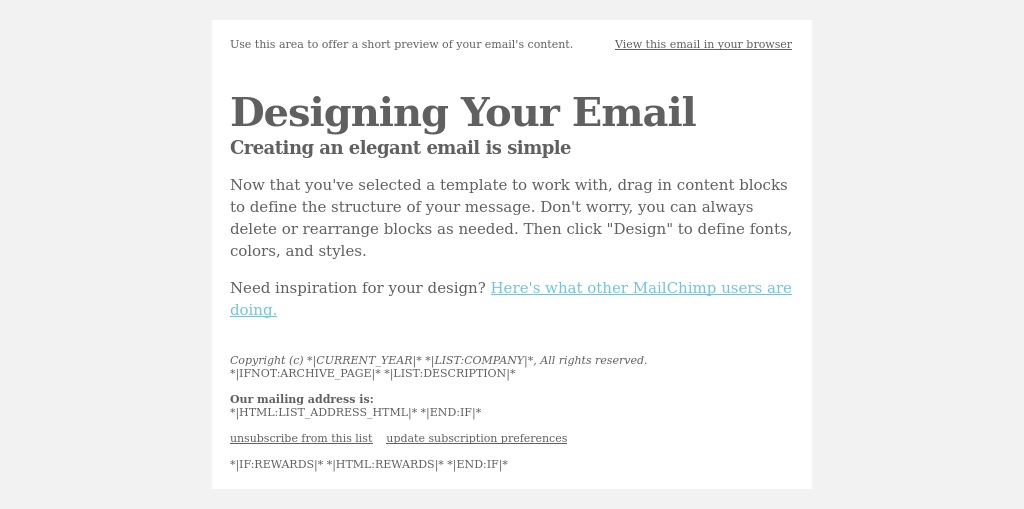 Use this area to offer a short preview of your email's content.
View this email in your browser
Designing Your Email
Creating an elegant email is simple
Now that you've selected a template to work with, drag in content blocks
to define the structure of your message. Don't worry, you can always
delete or rearrange blocks as needed. Then click "Design" to define fonts,
colors, and styles.
Need inspiration for your design? Here's what other MailChimp users are
doing.
Copyright (c) *|CURRENT_YEAR|* *|LIST:COMPANY|*, All rights reserved.
*|IFNOT:ARCHIVE_PAGE|* *|LIST:DESCRIPTION|*
Our mailing address is:
*|HTML:LIST_ADDRESS_HTML|* *|END:IF|*
unsubscribe from this list    update subscription preferences
*|IF:REWARDS|* *|HTML:REWARDS|* *|END:IF|*